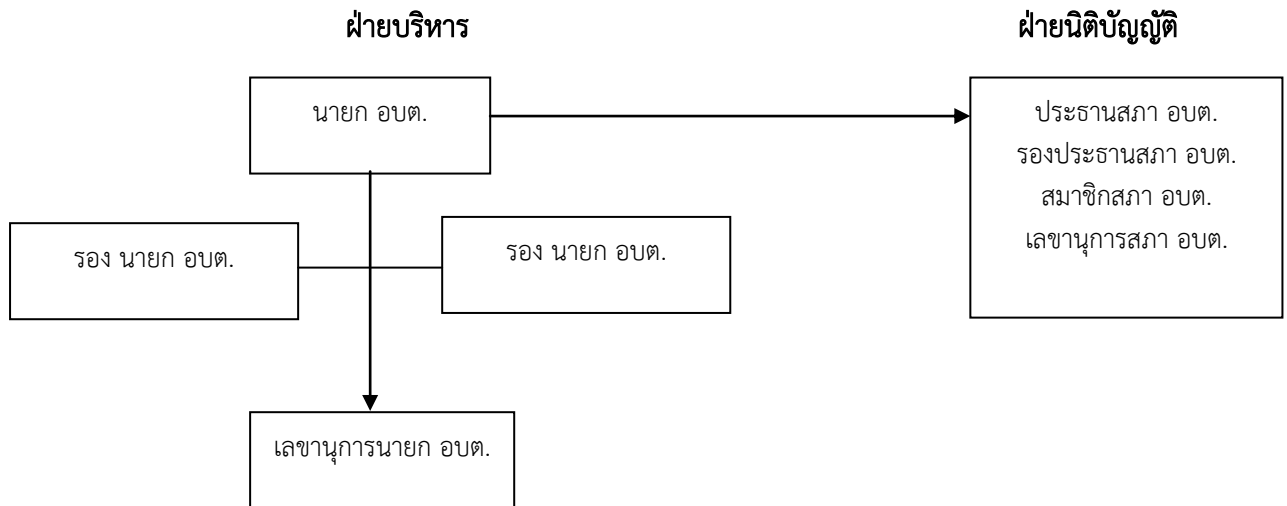 ฝ่ายบริหาร
ฝ่ายนิติบัญญัติ
นายก อบต.
ประธานสภา อบต.
รองประธานสภา อบต.
สมาชิกสภา อบต.
เลขานุการสภา อบต.
รอง นายก อบต.
รอง นายก อบต.
เลขานุการนายก อบต.